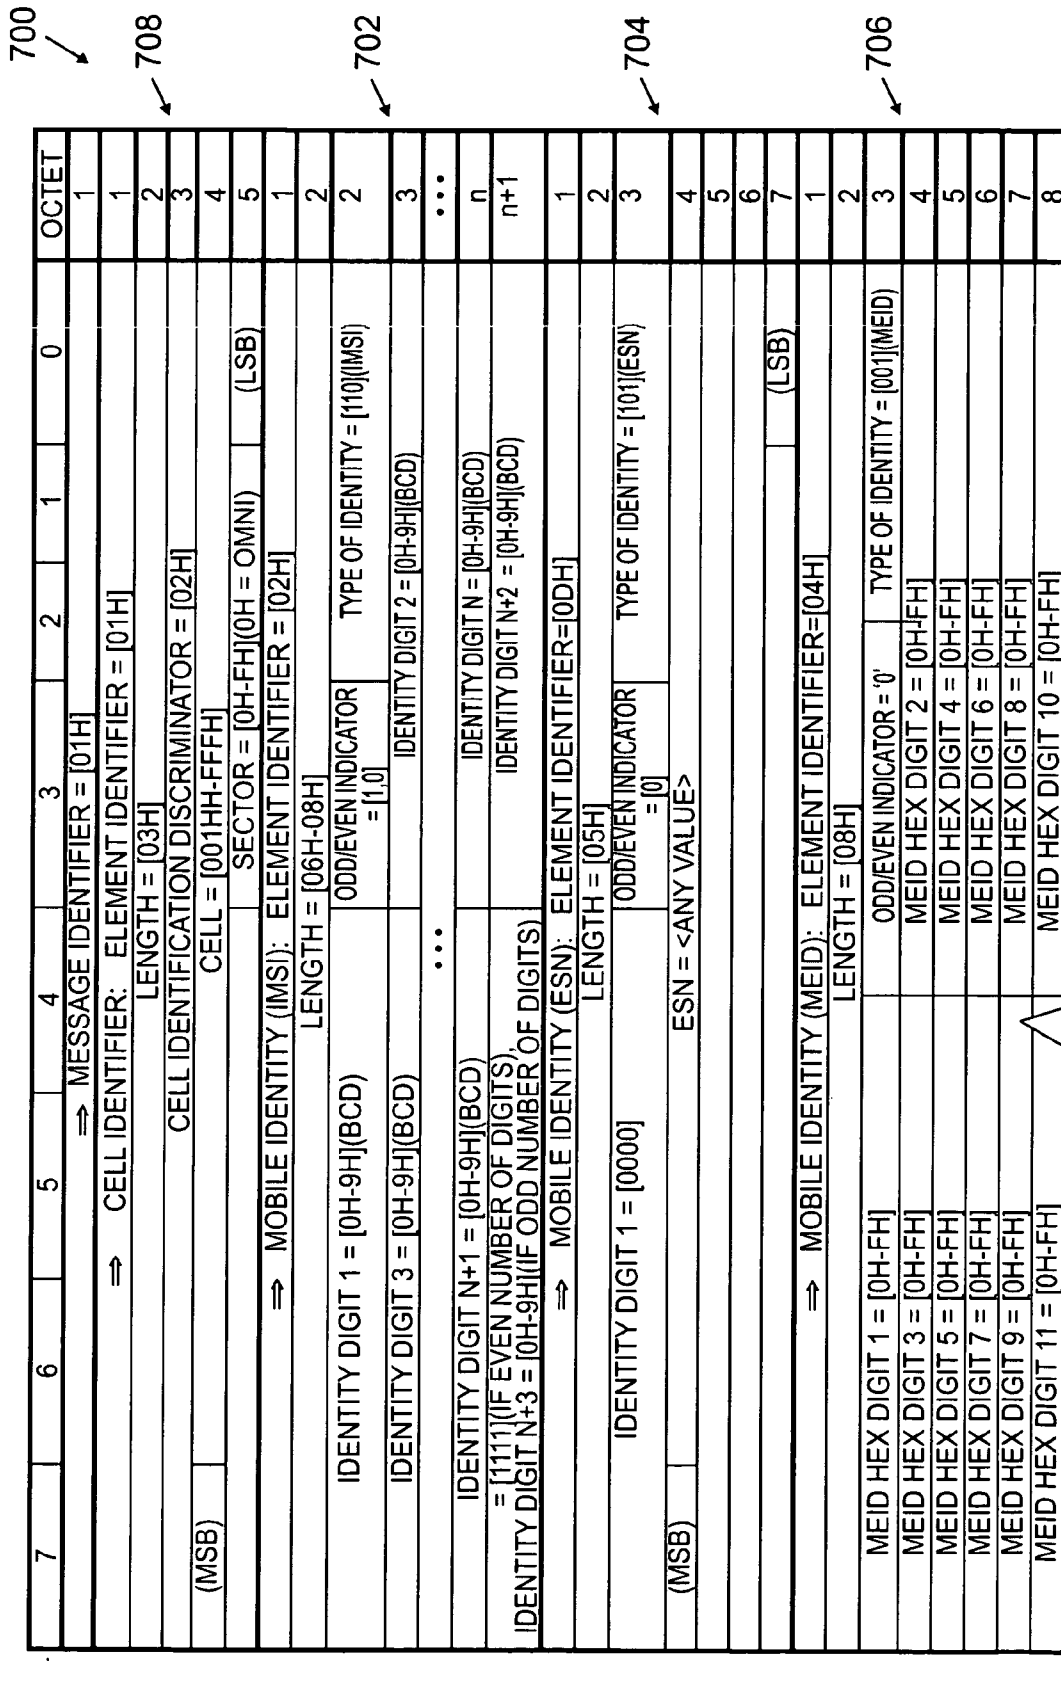 700
708
702
704
706
7 6 5 4 3 2 1 0 OCTET
⇒ MESSAGE IDENTIFIER = [01H] 1
⇒ CELL IDENTIFIER: ELEMENT IDENTIFIER = [01H] 1
LENGTH = [03H] 2
CELL IDENTIFICATION DISCRIMINATOR = [02H] 3
(MSB) CELL = [001HH-FFFH] 4
SECTOR = [0H-FH](0H = OMNI) (LSB) 5
⇒ MOBILE IDENTITY (IMSI): ELEMENT IDENTIFIER = [02H] 1
LENGTH = [06H-08H] 2
IDENTITY DIGIT 1 = [0H-9H](BCD) ODD/EVEN INDICATOR TYPE OF IDENTITY = [110](IMSI) 2
= [1,0]
IDENTITY DIGIT 3 = [0H-9H](BCD) IDENTITY DIGIT 2 = [0H-9H](BCD) 3
••• ••••
IDENTITY DIGIT N+1 = [0H-9H](BCD) IDENTITY DIGIT N = [0H-9H](BCD) n
= [1111](IF EVEN NUMBER OF DIGITS), IDENTITY DIGIT N+2 = [0H-9H](BCD) n+1
IDENTITY DIGIT N+3 = [0H-9H](IF ODD NUMBER OF DIGITS)
⇒ MOBILE IDENTITY (ESN): ELEMENT IDENTIFIER=[0DH] 1
LENGTH = [05H] 2
IDENTITY DIGIT 1 = [0000] ODD/EVEN INDICATOR TYPE OF IDENTITY = [101](ESN) 3
= [0]
(MSB) ESN = <ANY VALUE> 4
5
6
(LSB) 7
⇒ MOBILE IDENTITY (MEID): ELEMENT IDENTIFIER=[04H] 1
LENGTH = [08H] 2
MEID HEX DIGIT 1 = [0H-FH] ODD/EVEN INDICATOR = '0' TYPE OF IDENTITY = [001](MEID) 3
MEID HEX DIGIT 3 = [0H-FH] MEID HEX DIGIT 2 = [0H-FH] 4
MEID HEX DIGIT 5 = [0H-FH] MEID HEX DIGIT 4 = [0H-FH] 5
MEID HEX DIGIT 7 = [0H-FH] MEID HEX DIGIT 6 = [0H-FH] 6
MEID HEX DIGIT 9 = [0H-FH] MEID HEX DIGIT 8 = [0H-FH] 7
MEID HEX DIGIT 11 = [0H-FH] MEID HEX DIGIT 10 = [0H-FH] 8